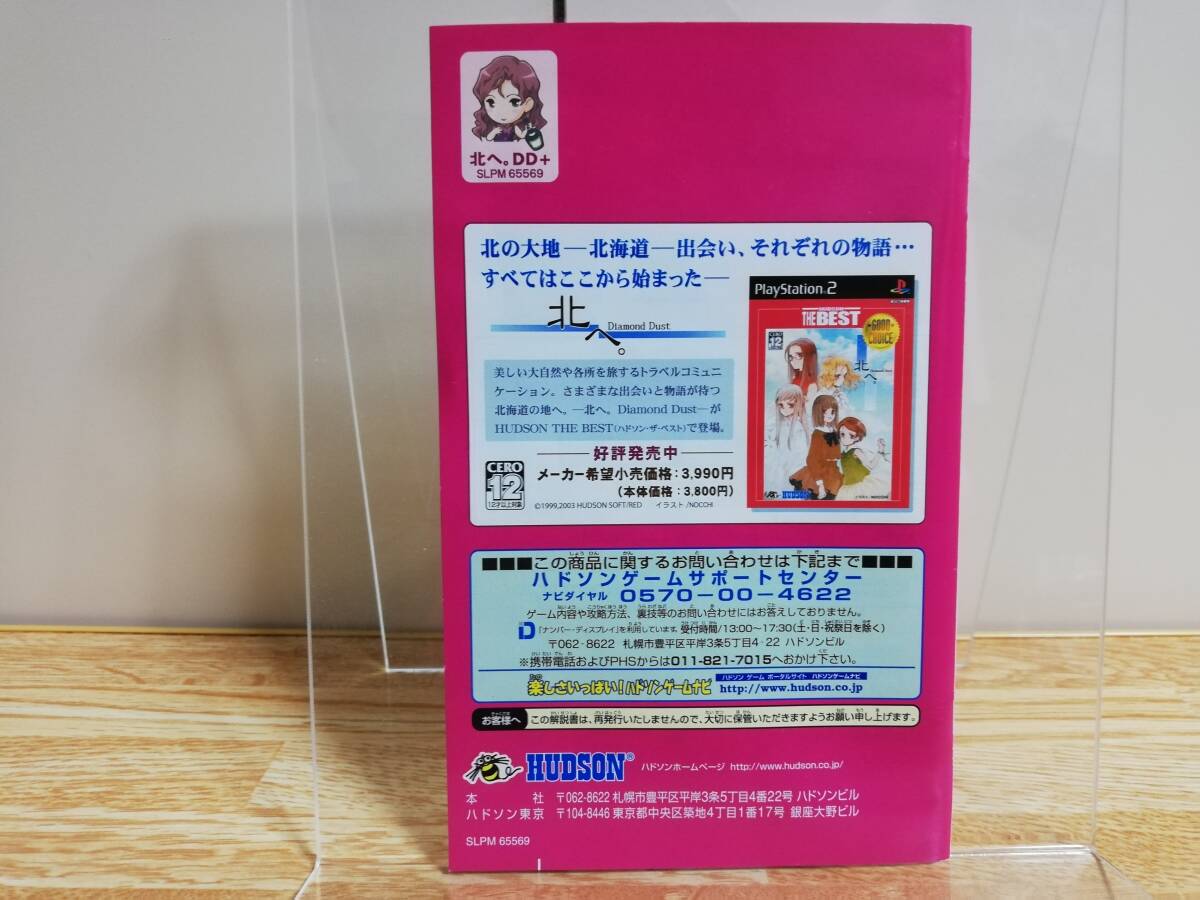 北へ。DD+
SLPM 65569
北の大地―北海道―出会い、それぞれの物語…
すべてはここから始まった―
北へ。
Diamond Dust
美しい大自然や各所を旅するトラベルコミュニ
ケーション。さまざまな出会いと物語が待つ
北海道の地へ。―北へ。Diamond Dust―が
HUDSON THE BEST(ハドソン・ザ・ベスト)で登場。
好評発売中
CERO
12
12才以上対象
メーカー希望小売価格:3,990円
(本体価格:3,800円)
©1999,2003 HUDSON SOFT/RED イラスト/NOCCHI
PlayStation 2
HUDSON
THE BEST
GOOD CHOICE
CERO
12
北へ。
Diamond Dust
HUDSON
■■■この商品に関するお問い合わせは下記まで■■■
ハドソンゲームサポートセンター
ナビダイヤル 0570-00-4622
ゲーム内容や攻略方法、裏技等のお問い合わせにはお答えしておりません。
D「ナンバー・ディスプレイ」を利用しています。受付時間/13:00~17:30(土・日・祝祭日を除く)
〒062-8622 札幌市豊平区平岸3条5丁目4-22 ハドソンビル
※携帯電話およびPHSからは011-821-7015へおかけ下さい。
楽しさいっぱい!ハドソンゲームナビ
ハドソン ゲーム ポータルサイト ハドソンゲームナビ
http://www.hudson.co.jp
お客様へ この解説書は、再発行いたしませんので、大切に保管いただきますようお願い申し上げます。
HUDSON® ハドソンホームページ http://www.hudson.co.jp/
本 社 〒062-8622 札幌市豊平区平岸3条5丁目4番22号 ハドソンビル
ハドソン東京 〒104-8446 東京都中央区築地4丁目1番17号 銀座大野ビル
SLPM 65569